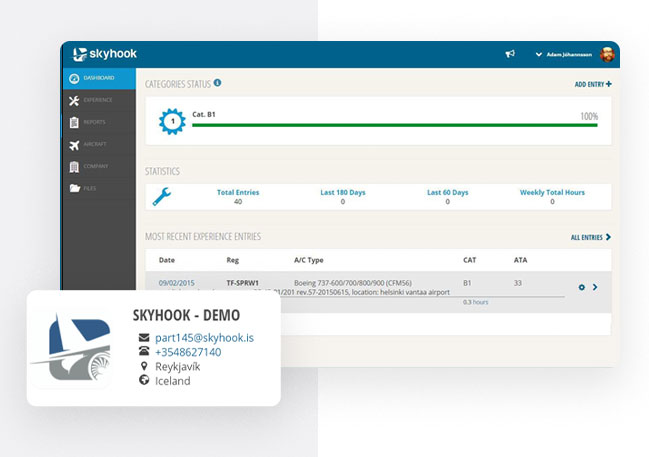 skyhook
Adam Jóhannsson
DASHBOARD
EXPERIENCE
REPORTS
AIRCRAFT
COMPANY
FILES
CATEGORIES STATUS
ADD ENTRY
1
Cat. B1
100%
STATISTICS
Total Entries
40
Last 180 Days
0
Last 60 Days
0
Weekly Total Hours
0
MOST RECENT EXPERIENCE ENTRIES
ALL ENTRIES
Date Reg A/C Type CAT ATA
09/02/2015 TF-SPRW1 Boeing 737-600/700/800/900 (CFM56) B1 33
/201 rev.57-20150615, location: helsinki vantaa airport
0.3 hours
SKYHOOK - DEMO
part145@skyhook.is
+3548627140
Reykjavík
Iceland